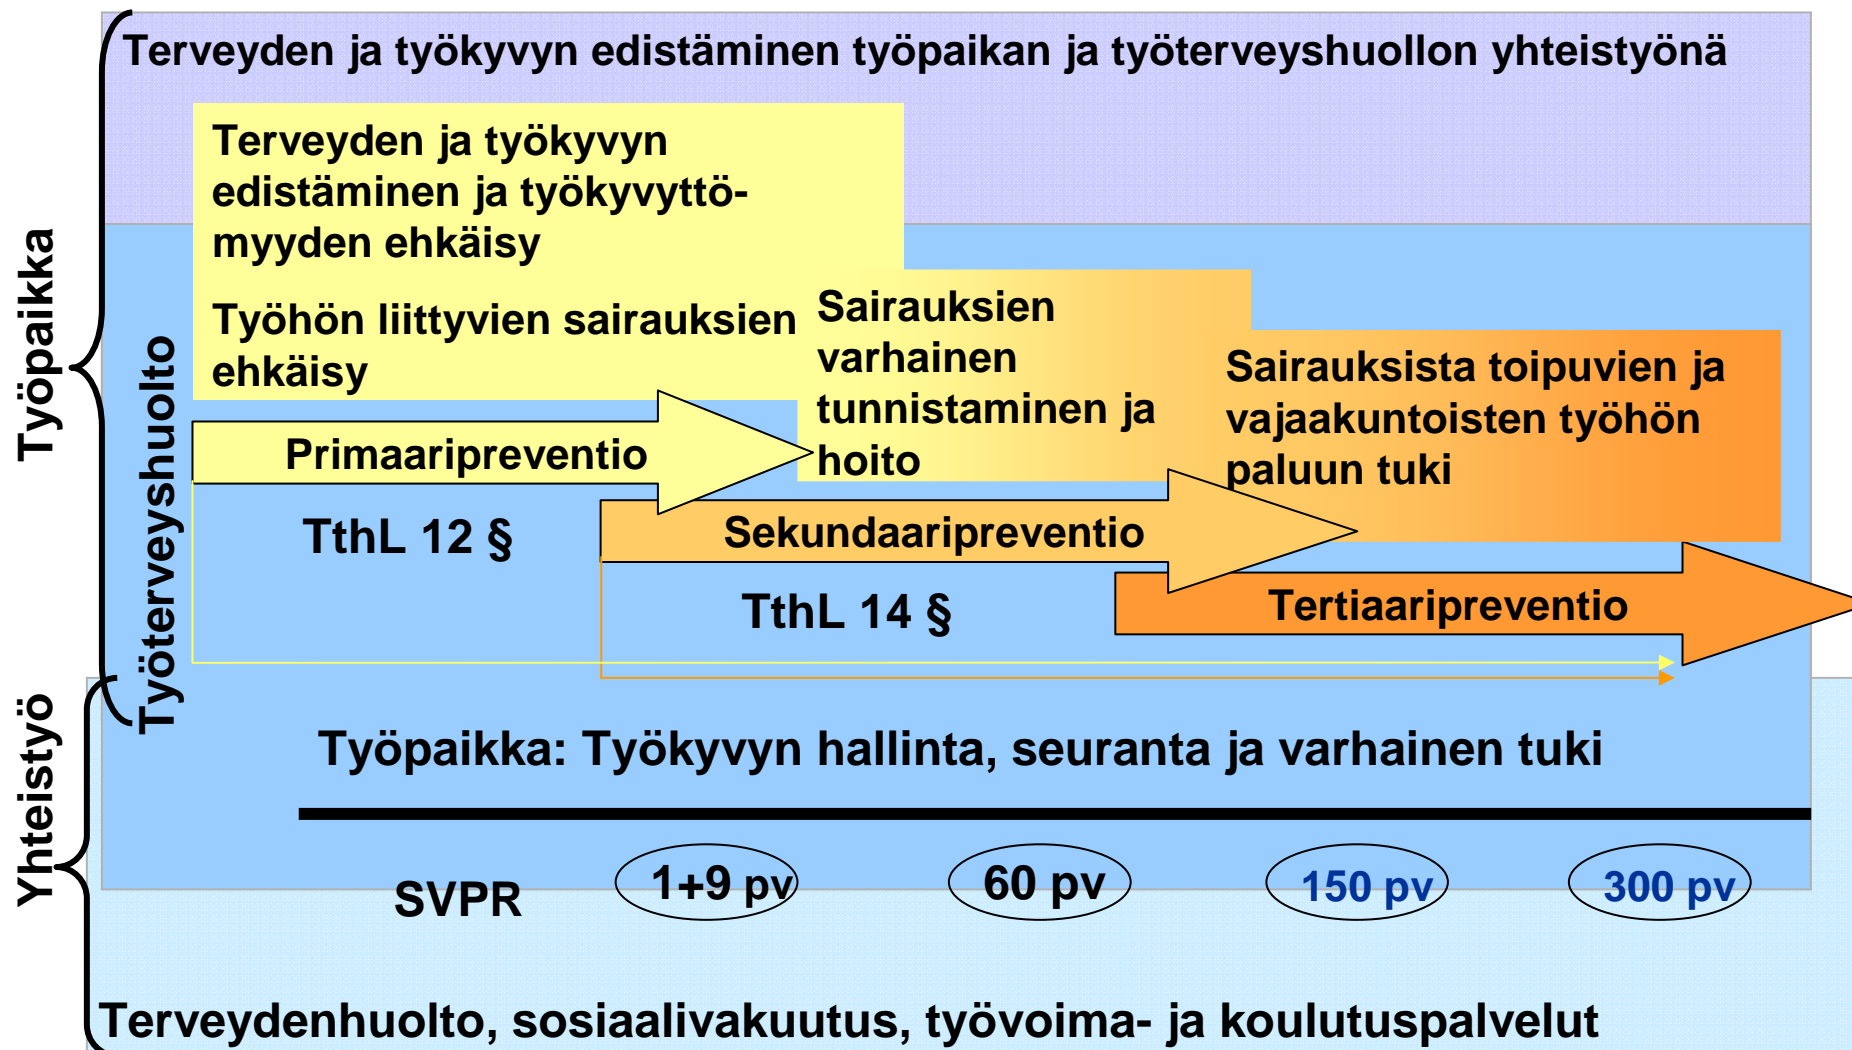 Terveyden ja työkyvyn edistäminen työpaikan ja työterveyshuollon yhteistyönä
Terveyden ja työkyvyn
edistäminen ja työkyvyttö-
myyden ehkäisy
Työhön liittyvien sairauksien
ehkäisy
Sairauksien
varhainen
tunnistaminen ja
hoito
Sairauksista toipuvien ja
vajaakuntoisten työhön
paluun tuki
Työpaikka
Työterveyshuolto
Primaaripreventio
TthL 12 §
Sekundaaripreventio
TthL 14 §
Tertiaaripreventio
Yhteistyö
Työpaikka: Työkyvyn hallinta, seuranta ja varhainen tuki
SVPR
1+9 pv
60 pv
150 pv
300 pv
Terveydenhuolto, sosiaalivakuutus, työvoima- ja koulutuspalvelut